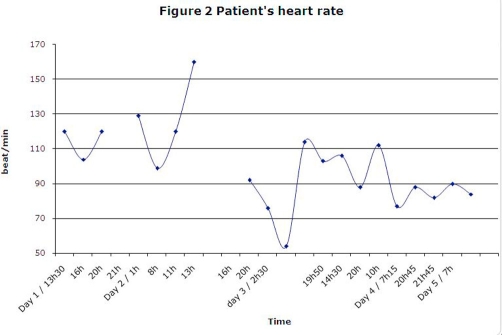 Figure 2 Patient's heart rate
170
150
130
110
90
70
50
beat/min
Day 1 / 13h30
16h
20h
21h
Day 2 / 1h
8h
11h
13h
16h
20h
day 3 / 2h30
19h50
14h30
20h
10h
Day 4 / 7h15
20h45
21h45
Day 5 / 7h
Time